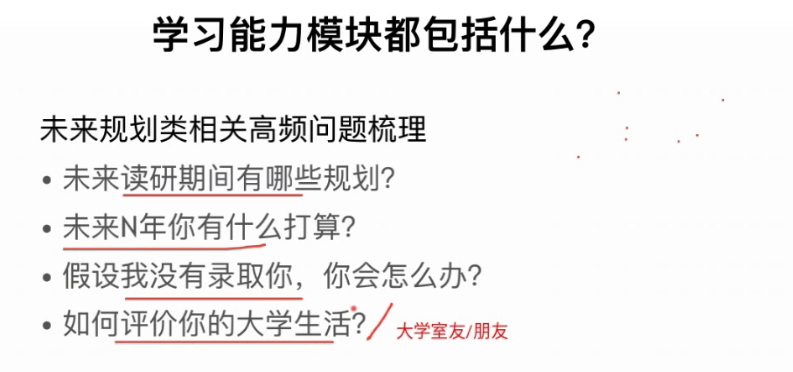 学习能力模块都包括什么？
未来规划类相关高频问题梳理
• 未来读研期间有哪些规划？
• 未来N年你有什么打算？
• 假设我没有录取你，你会怎么办？
• 如何评价你的大学生活？ 大学室友/朋友